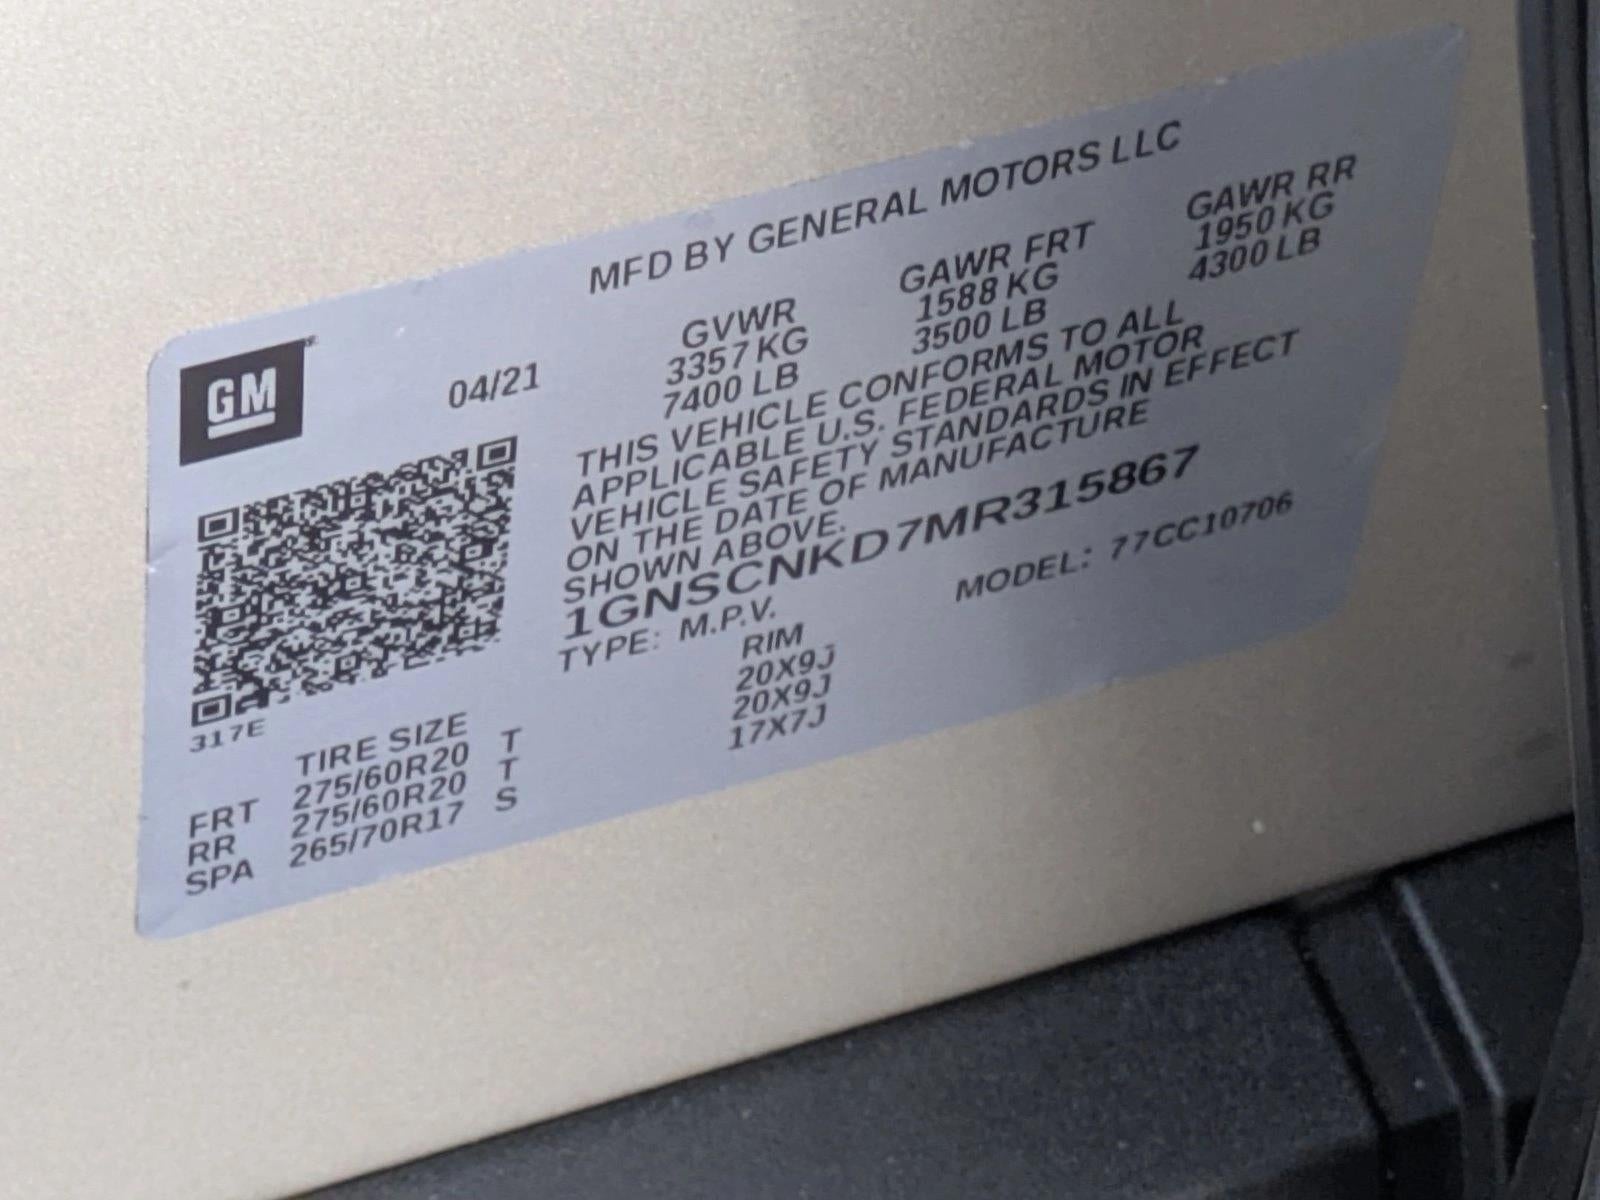 MFD BY GENERAL MOTORS LLC
GM
04/21
GVWR GAWR FRT GAWR RR
3357 KG 1588 KG 1950 KG
7400 LB 3500 LB 4300 LB
THIS VEHICLE CONFORMS TO ALL
APPLICABLE U.S. FEDERAL MOTOR
VEHICLE SAFETY STANDARDS IN EFFECT
ON THE DATE OF MANUFACTURE
SHOWN ABOVE.
1GNSCNKD7MR315867
TYPE: M.P.V. MODEL: 77CC10706
317E
TIRE SIZE RIM
FRT 275/60R20 T 20X9J
RR 275/60R20 T 20X9J
SPA 265/70R17 S 17X7J